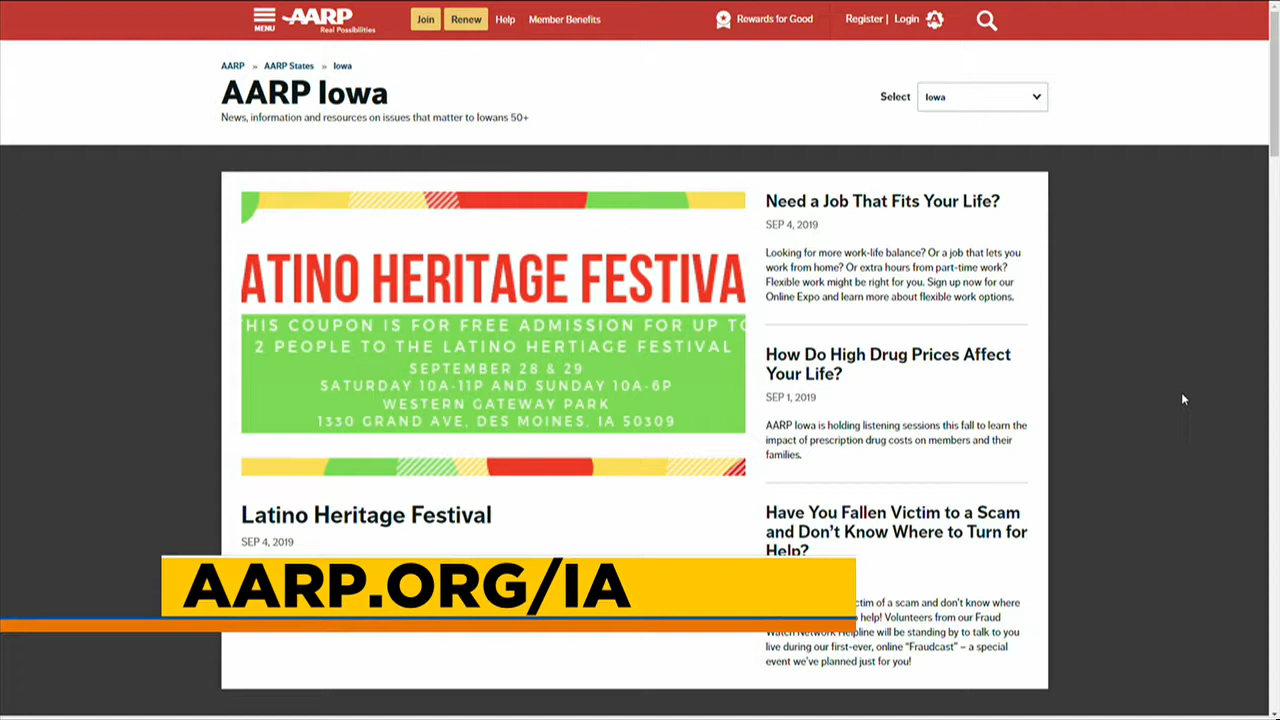 MENU
AARP
Real Possibilities
Join
Renew
Help
Member Benefits
Rewards for Good
Register | Login
AARP » AARP States » Iowa
AARP Iowa
News, information and resources on issues that matter to Iowans 50+
Select
Iowa
ATINO HERITAGE FESTIVA
HIS COUPON IS FOR FREE ADMISSION FOR UP TO
2 PEOPLE TO THE LATINO HERTIAGE FESTIVAL
SEPTEMBER 28 & 29
SATURDAY 10A-11P AND SUNDAY 10A-6P
WESTERN GATEWAY PARK
1330 GRAND AVE, DES MOINES, IA 50309
Latino Heritage Festival
SEP 4, 2019
Need a Job That Fits Your Life?
SEP 4, 2019
Looking for more work-life balance? Or a job that lets you
work from home? Or extra hours from part-time work?
Flexible work might be right for you. Sign up now for our
Online Expo and learn more about flexible work options.
How Do High Drug Prices Affect
Your Life?
SEP 1, 2019
AARP Iowa is holding listening sessions this fall to learn the
impact of prescription drug costs on members and their
families.
Have You Fallen Victim to a Scam
and Don't Know Where to Turn for
Help?
tim of a scam and don't know where
help! Volunteers from our Fraud
Watch Network Helpline will be standing by to talk to you
live during our first-ever, online "Fraudcast" – a special
event we've planned just for you!
AARP.ORG/IA